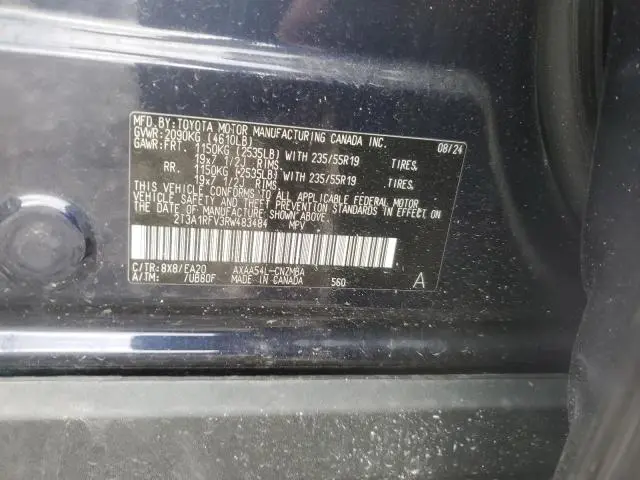 MFD.BY:TOYOTA MOTOR MANUFACTURING CANADA INC.
GVWR:2090KG ( 4610LB) 08/24
GAWR:FRT. 1150KG (2535LB) WITH 235/55R19 TIRES,
19x7 1/2J RIMS
RR. 1150KG (2535LB) WITH 235/55R19 TIRES,
19x7 1/2J RIMS
THIS VEHICLE CONFORMS TO ALL APPLICABLE FEDERAL MOTOR
VEHICLE SAFETY AND THEFT PREVENTION STANDARDS IN EFFECT
ON THE DATE OF MANUFACTURE SHOWN ABOVE.
2T3A1RFV3RW483484 MPV
C/TR:8X8/EA20 AXAA54L-CNZMBA
A/TM: /UB80F MADE IN CANADA 560 A